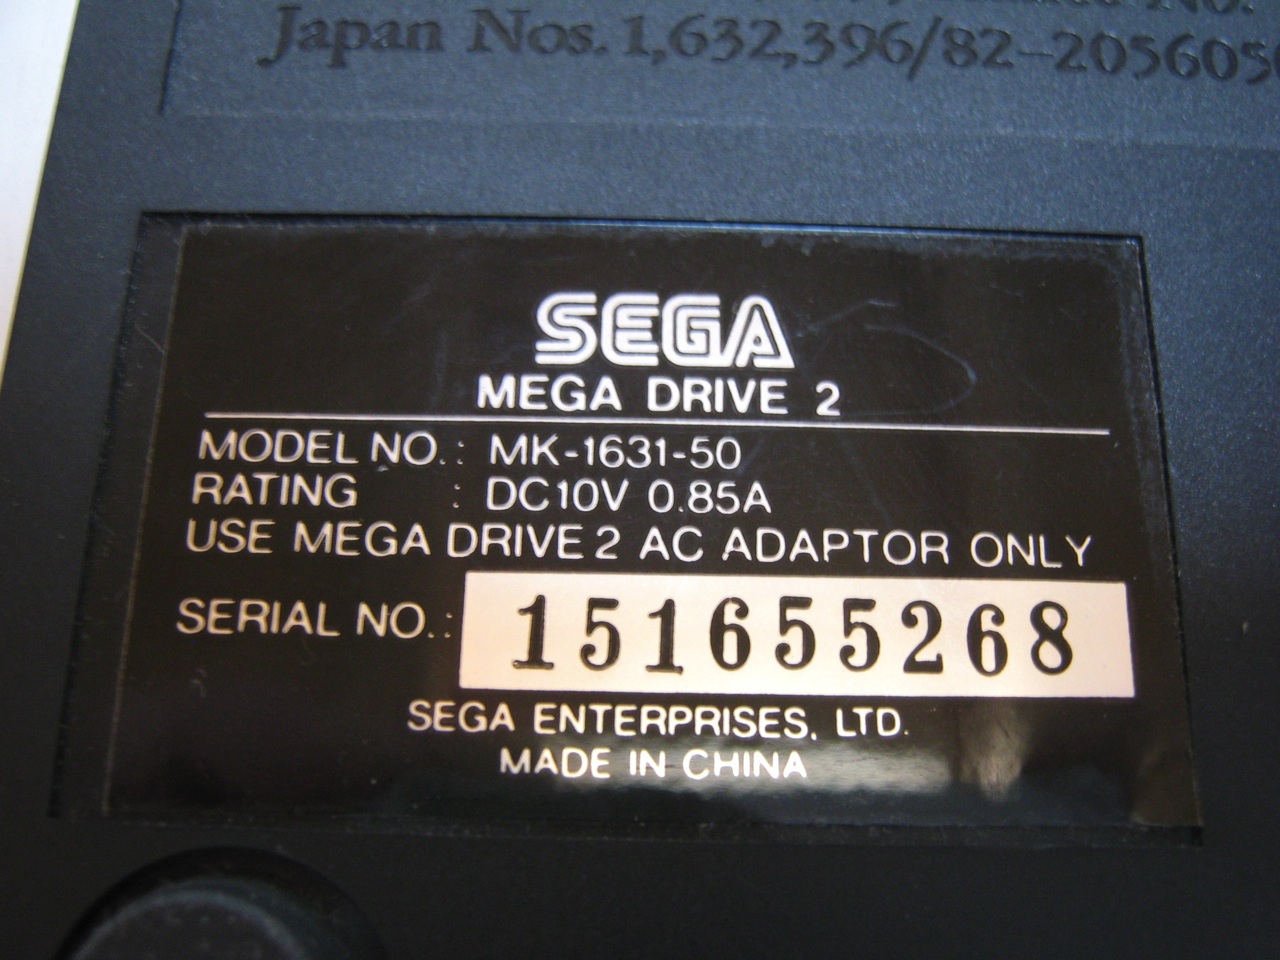 No.
Japan Nos. 1,632,396/82-205605
SEGA
MEGA DRIVE 2
MODEL NO. : MK-1631-50
RATING : DC10V 0.85A
USE MEGA DRIVE 2 AC ADAPTOR ONLY
SERIAL NO. : 151655268
SEGA ENTERPRISES, LTD.
MADE IN CHINA